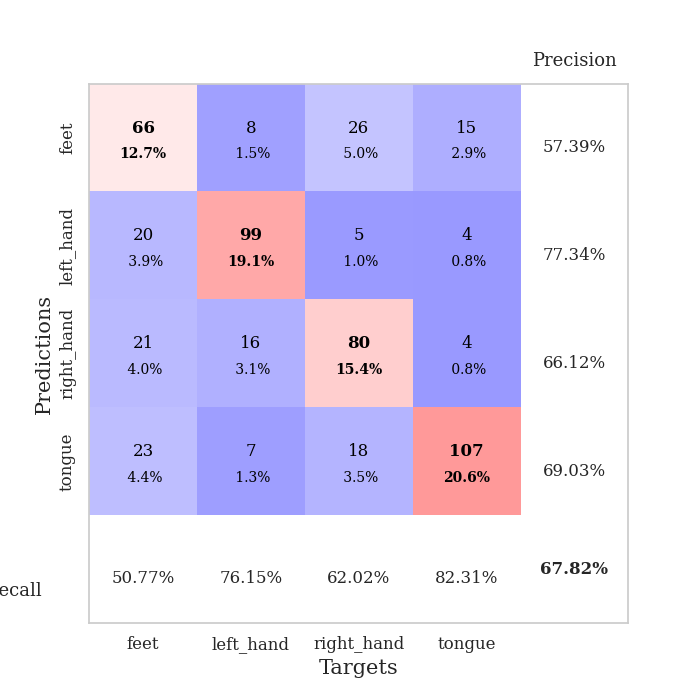 Precision
feet 66 8 26 15 57.39%
12.7% 1.5% 5.0% 2.9%
left_hand 20 99 5 4 77.34%
3.9% 19.1% 1.0% 0.8%
Predictions
right_hand 21 16 80 4 66.12%
4.0% 3.1% 15.4% 0.8%
tongue 23 7 18 107 69.03%
4.4% 1.3% 3.5% 20.6%
ecall 50.77% 76.15% 62.02% 82.31% 67.82%
feet left_hand right_hand tongue
Targets